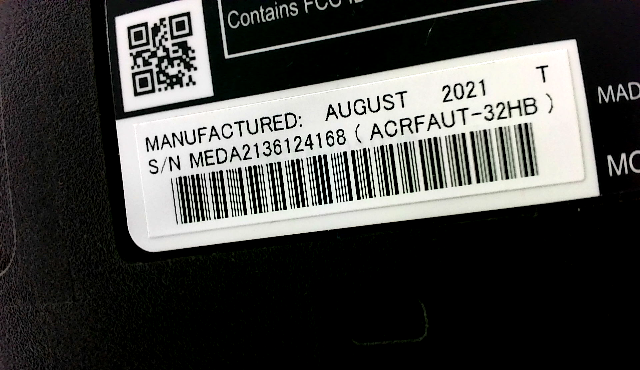 Contains FCC ID
MANUFACTURED: AUGUST 2021 T
S/N MEDA2136124168 ( ACRFAUT-32HB )
MAD
MO